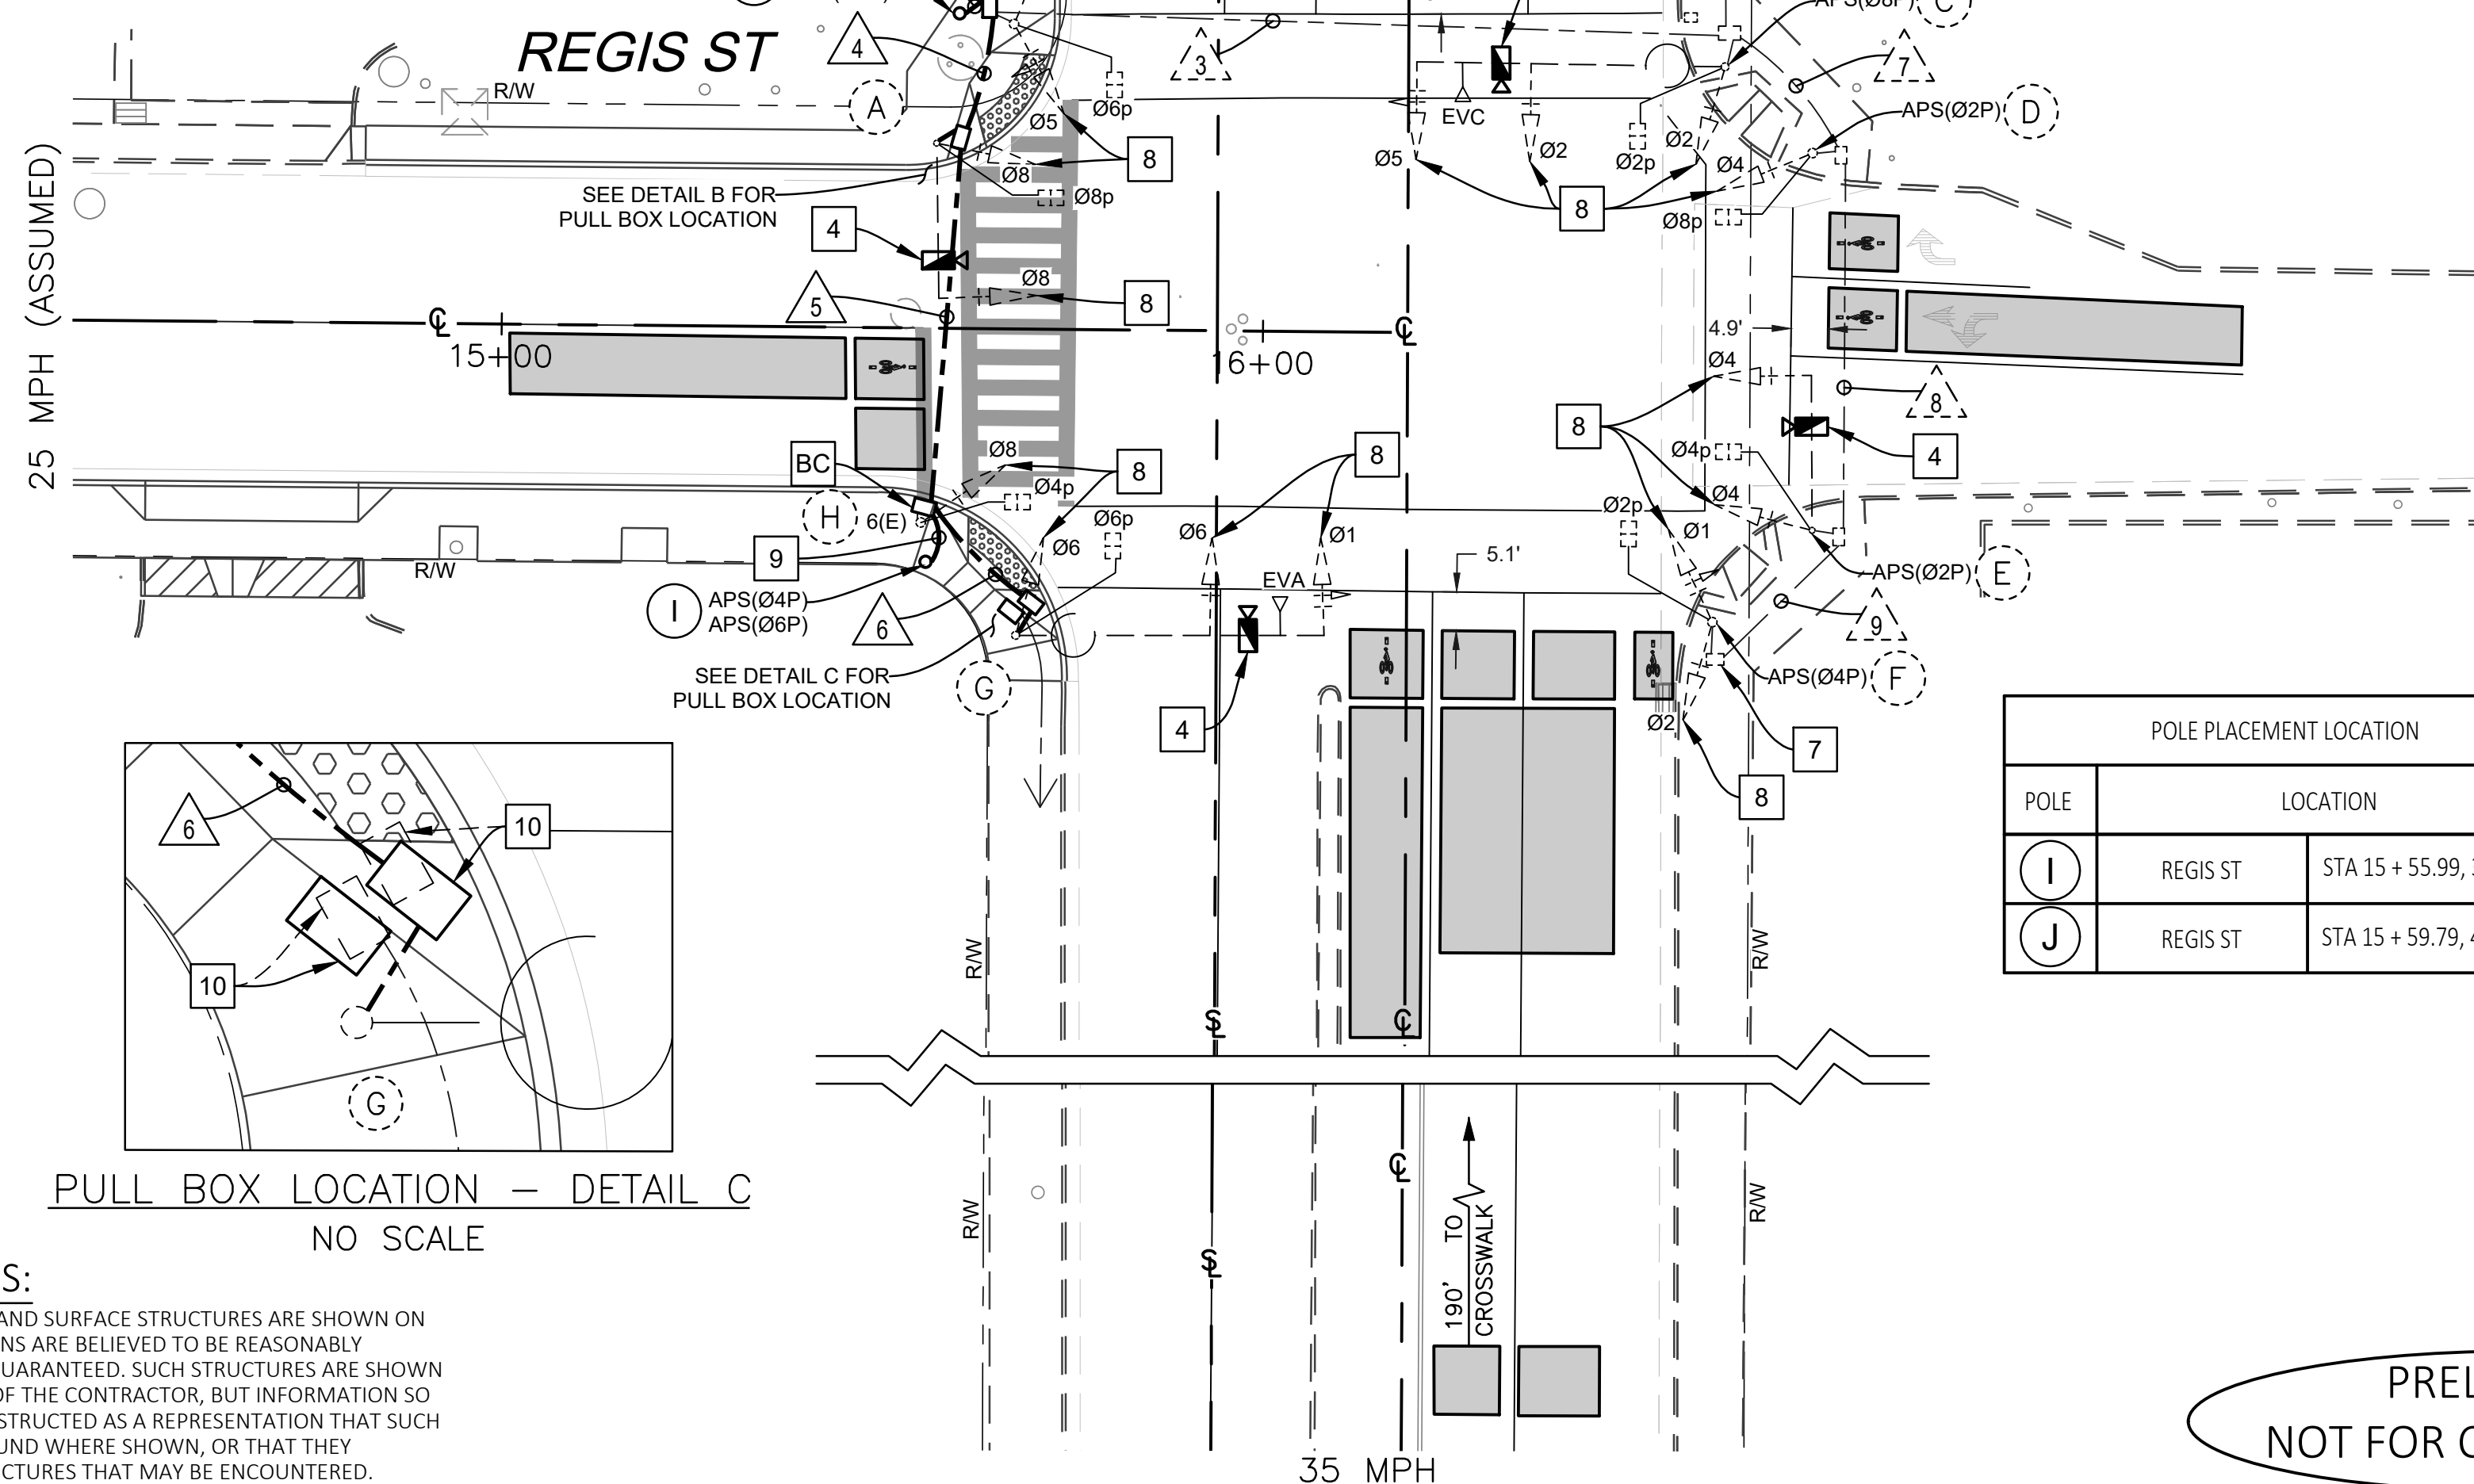 APS(Ø8P)
C
REGIS ST
4
3
7
R/W
A
Ø6p
Ø5
EVC
APS(Ø2P)
D
8
Ø8
Ø5
Ø2
Ø2p
Ø2
Ø4
SEE DETAIL B FOR
PULL BOX LOCATION
Ø8p
8
Ø8p
25 MPH (ASSUMED)
4
5
Ø8
8
15+00
16+00
4.9'
Ø4
8
8
8
4
BC
Ø8
8
Ø4p
Ø4p
H
6(E)
Ø6p
Ø6
Ø6
Ø1
Ø2p
Ø4
Ø1
9
5.1'
R/W
EVA
APS(Ø2P)
E
I
APS(Ø4P)
APS(Ø6P)
6
9
SEE DETAIL C FOR
PULL BOX LOCATION
G
APS(Ø4P)
F
4
Ø2
7
8
POLE PLACEMENT LOCATION
POLE
LOCATION
I
REGIS ST
STA 15 + 55.99,
J
REGIS ST
STA 15 + 59.79, 4
6
10
10
G
R/W
R/W
PULL BOX LOCATION – DETAIL C
NO SCALE
R/W
R/W
190' TO
CROSSWALK
S:
AND SURFACE STRUCTURES ARE SHOWN ON
NS ARE BELIEVED TO BE REASONABLY
UARANTEED. SUCH STRUCTURES ARE SHOWN
OF THE CONTRACTOR, BUT INFORMATION SO
STRUCTED AS A REPRESENTATION THAT SUCH
UND WHERE SHOWN, OR THAT THEY
CTURES THAT MAY BE ENCOUNTERED.
35 MPH
PREL
NOT FOR C